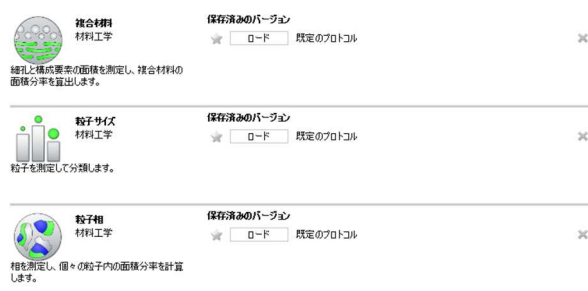 複合材料
材料工学
保存済みのバージョン
ロード 既定のプロトコル
細孔と構成要素の面積を測定し、複合材料の
面積分率を算出します。
粒子サイズ
材料工学
保存済みのバージョン
ロード 既定のプロトコル
粒子を測定して分類します。
粒子相
材料工学
保存済みのバージョン
ロード 既定のプロトコル
相を測定し、個々の粒子内の面積分率を計算
します。